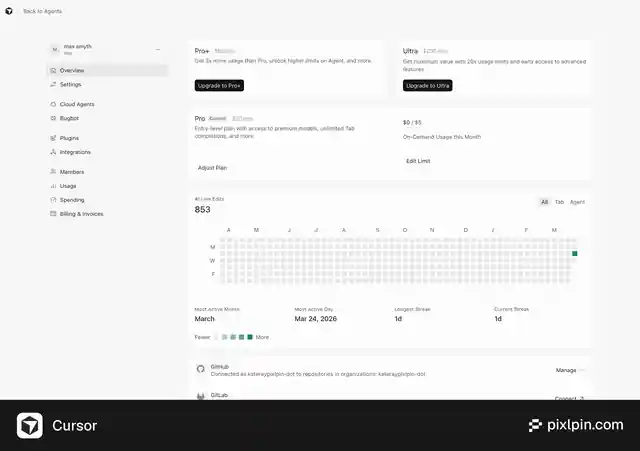 Back to Agents
max smyth
Overview
Settings
Cloud Agents
Bugbot
Plugins
Integrations
Members
Usage
Spending
Billing & Invoices
Pro+
Get 3x more usage than Pro, unlock higher limits on Agent, and more.
Upgrade to Pro+
Ultra
Get maximum value with 20x usage limits and early access to advanced
features.
Upgrade to Ultra
Pro Current
Entry-level plan with access to premium models, unlimited Tab
completions, and more.
Adjust Plan
$0 / $5
On-Demand Usage this Month
Edit Limit
AI Line Edits
853
All Tab Agent
A M J J A S O N D J F M
M
W
F
Most Active Month
March
Most Active Day
Mar 24, 2026
Longest Streak
1d
Current Streak
1d
Fewer More
GitHub
Manage
GitLab
Connect
Cursor
pixlpin.com